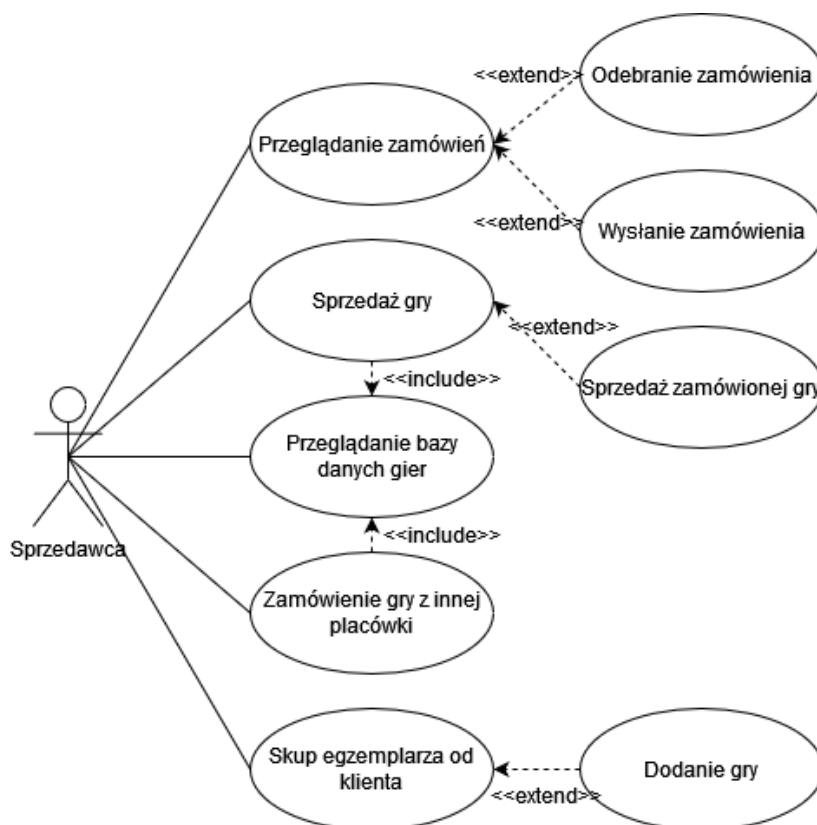 <<extend>>
Odebranie zamówienia
Przeglądanie zamówień
<<extend>>
Wysłanie zamówienia
Sprzedaż gry
<<extend>>
<<include>>
Sprzedaż zamówionej gry
Przeglądanie bazy
danych gier
<<include>>
Sprzedawca
Zamówienie gry z innej
placówki
Skup egzemplarza od
klienta
Dodanie gry
<<extend>>